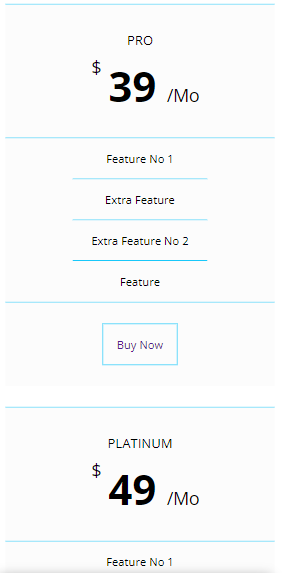 PRO
$ 39 /Mo
Feature No 1
Extra Feature
Extra Feature No 2
Feature
Buy Now
PLATINUM
$ 49 /Mo
Feature No 1